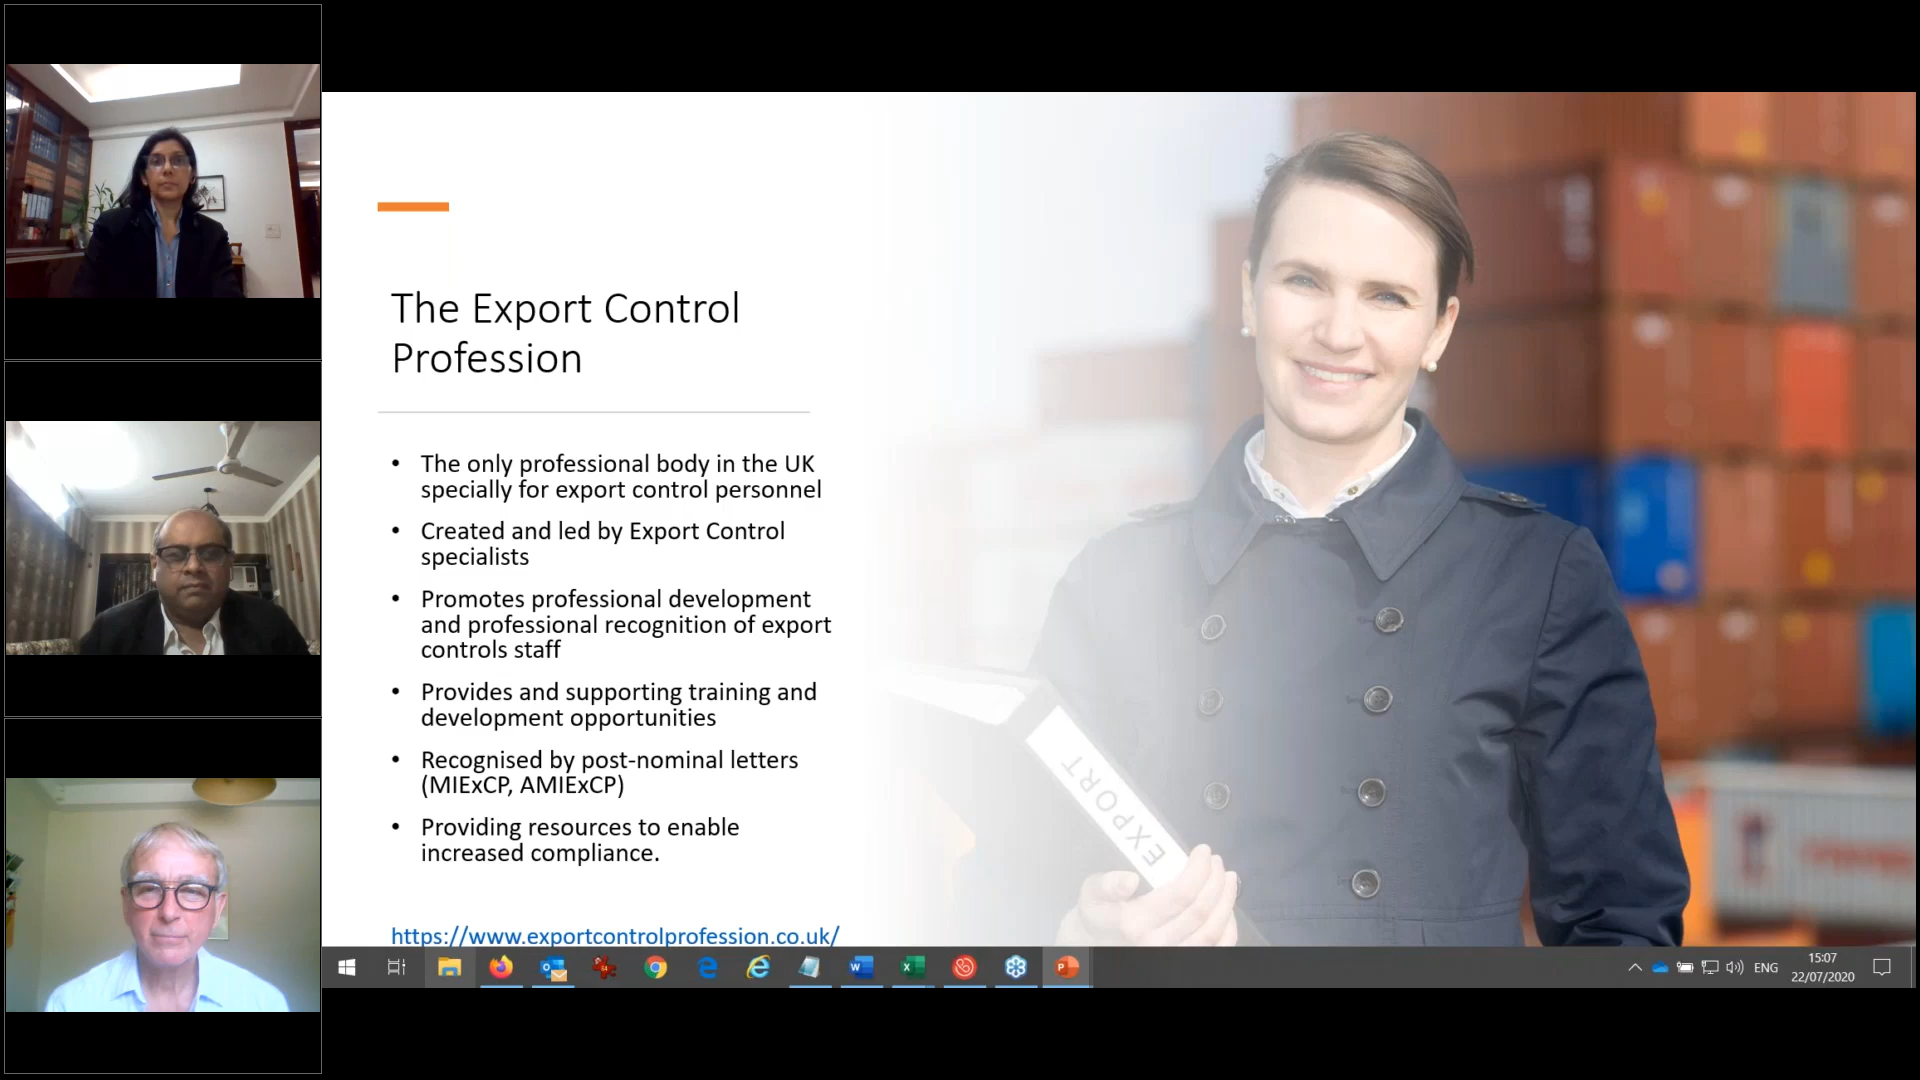 The Export Control
Profession
• The only professional body in the UK
specially for export control personnel
• Created and led by Export Control
specialists
• Promotes professional development
and professional recognition of export
controls staff
• Provides and supporting training and
development opportunities
• Recognised by post-nominal letters
(MIExCP, AMIExCP)
• Providing resources to enable
increased compliance.
https://www.exportcontrolprofession.co.uk/
EXPORT
ENG
15:07
22/07/2020